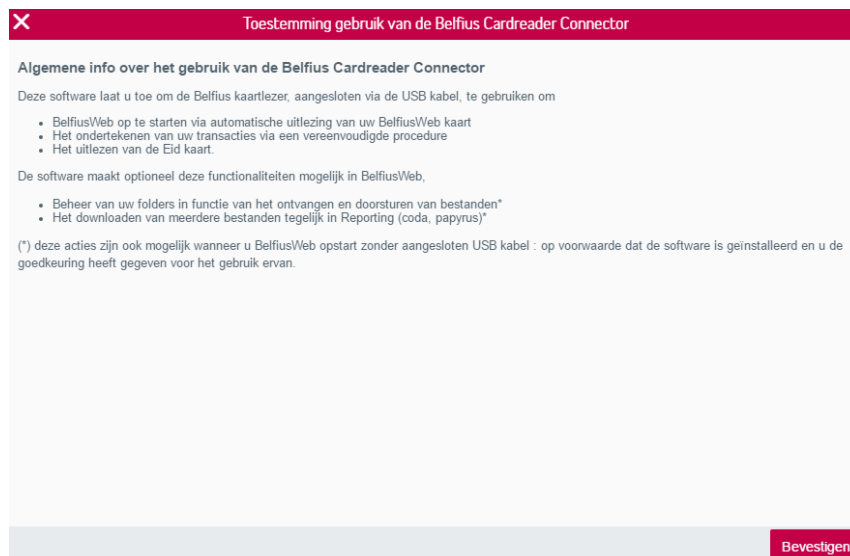 Toestemming gebruik van de Belfius Cardreader Connector
Algemene info over het gebruik van de Belfius Cardreader Connector
Deze software laat u toe om de Belfius kaartlezer, aangesloten via de USB kabel, te gebruiken om
• BelfiusWeb op te starten via automatische uitlezing van uw BelfiusWeb kaart
• Het ondertekenen van uw transacties via een vereenvoudigde procedure
• Het uitlezen van de Eid kaart.
De software maakt optioneel deze functionaliteiten mogelijk in BelfiusWeb,
• Beheer van uw folders in functie van het ontvangen en doorsturen van bestanden*
• Het downloaden van meerdere bestanden tegelijk in Reporting (coda, papyrus)*
(*) deze acties zijn ook mogelijk wanneer u BelfiusWeb opstart zonder aangesloten USB kabel : op voorwaarde dat de software is geïnstalleerd en u de
goedkeuring heeft gegeven voor het gebruik ervan.
Bevestigen